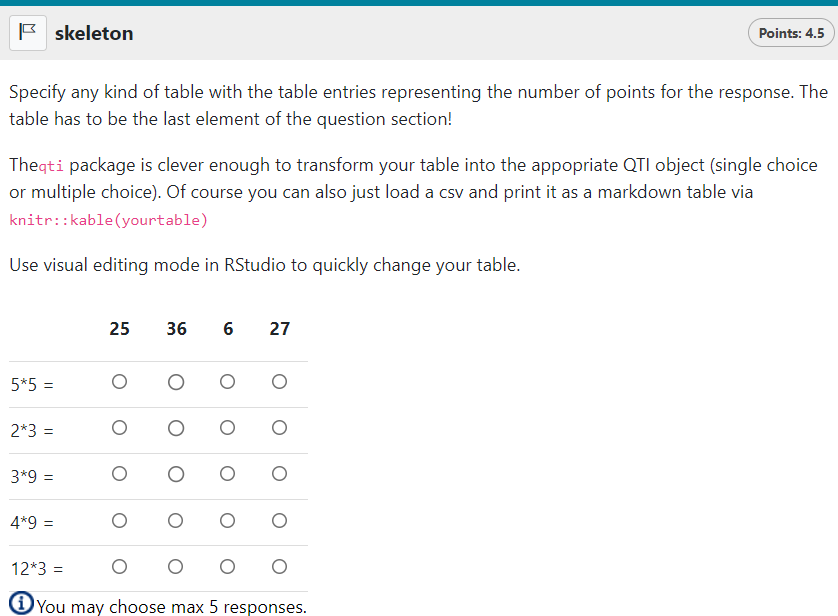 skeleton
Points: 4.5
Specify any kind of table with the table entries representing the number of points for the response. The
table has to be the last element of the question section!
Theqti package is clever enough to transform your table into the appopriate QTI object (single choice
or multiple choice). Of course you can also just load a csv and print it as a markdown table via
knitr::kable(yourtable)
Use visual editing mode in RStudio to quickly change your table.
25 36 6 27
5*5 =
2*3 =
3*9 =
4*9 =
12*3 =
You may choose max 5 responses.